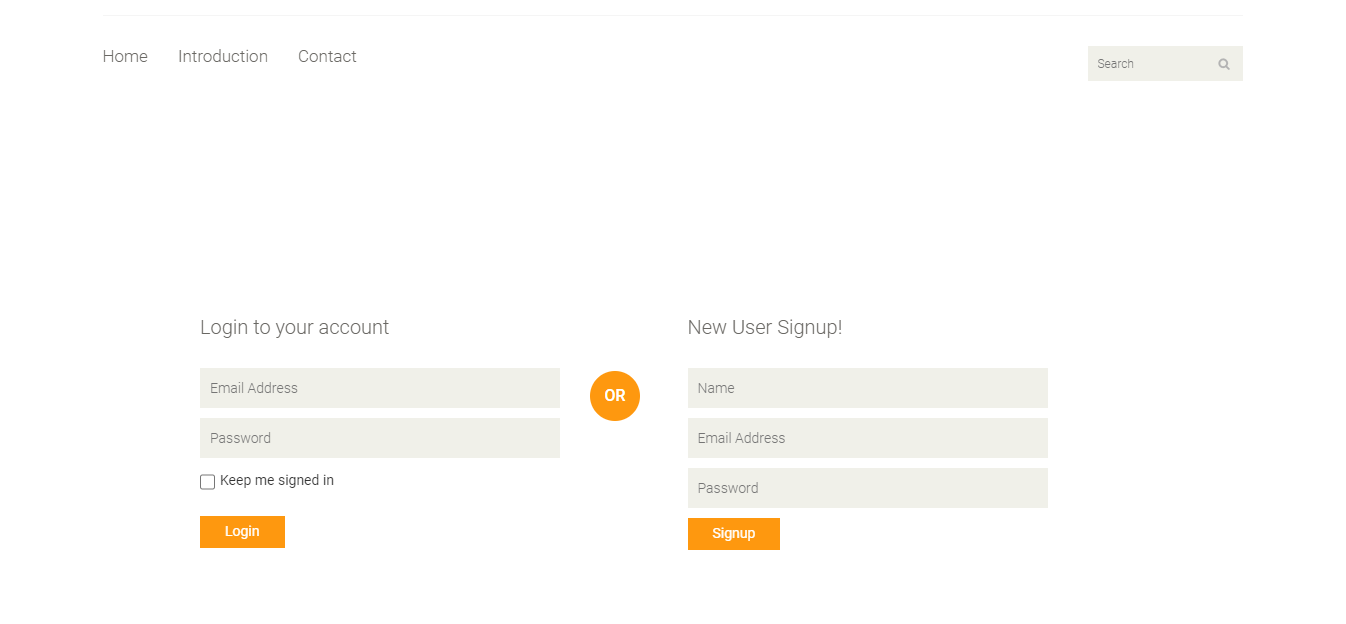 Home Introduction Contact
Search
Login to your account
Email Address
Password
Keep me signed in
Login
OR
New User Signup!
Name
Email Address
Password
Signup